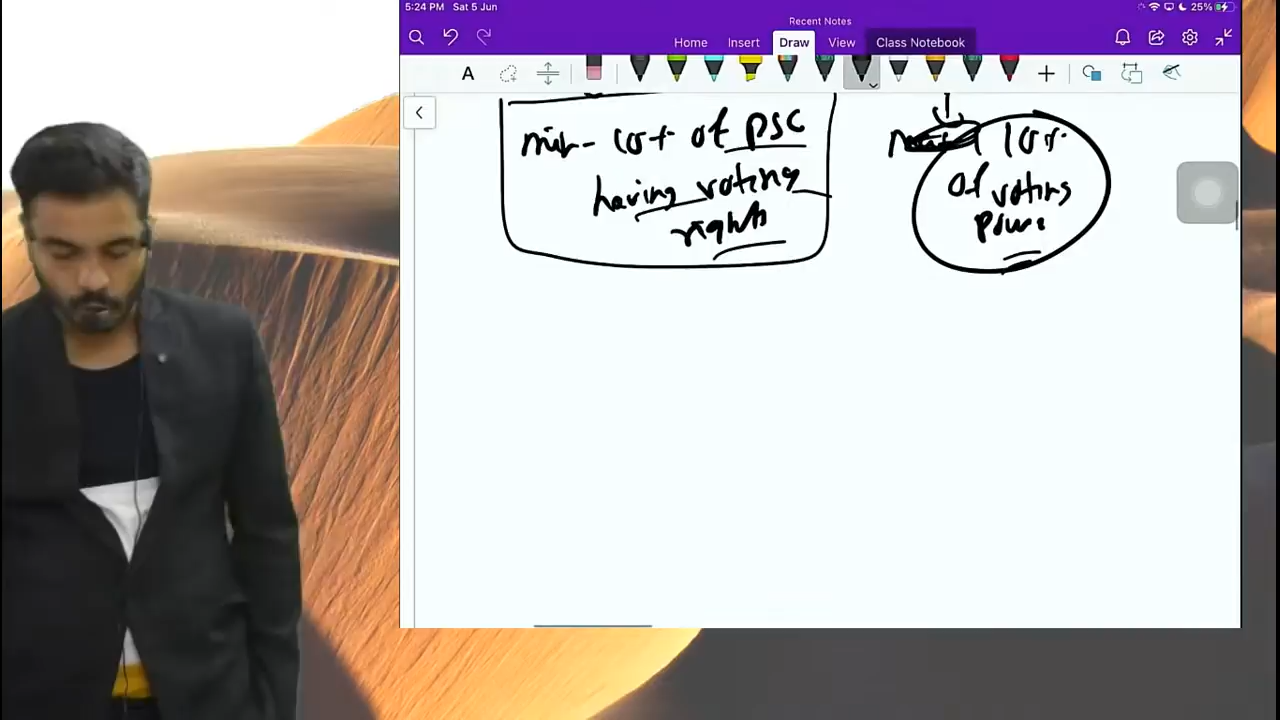 5:24 PM Sat 5 Jun
25%
Recent Notes
Home Insert Draw View Class Notebook
A
min- 10% of PSC
having voting
rights
10%
of voting
power